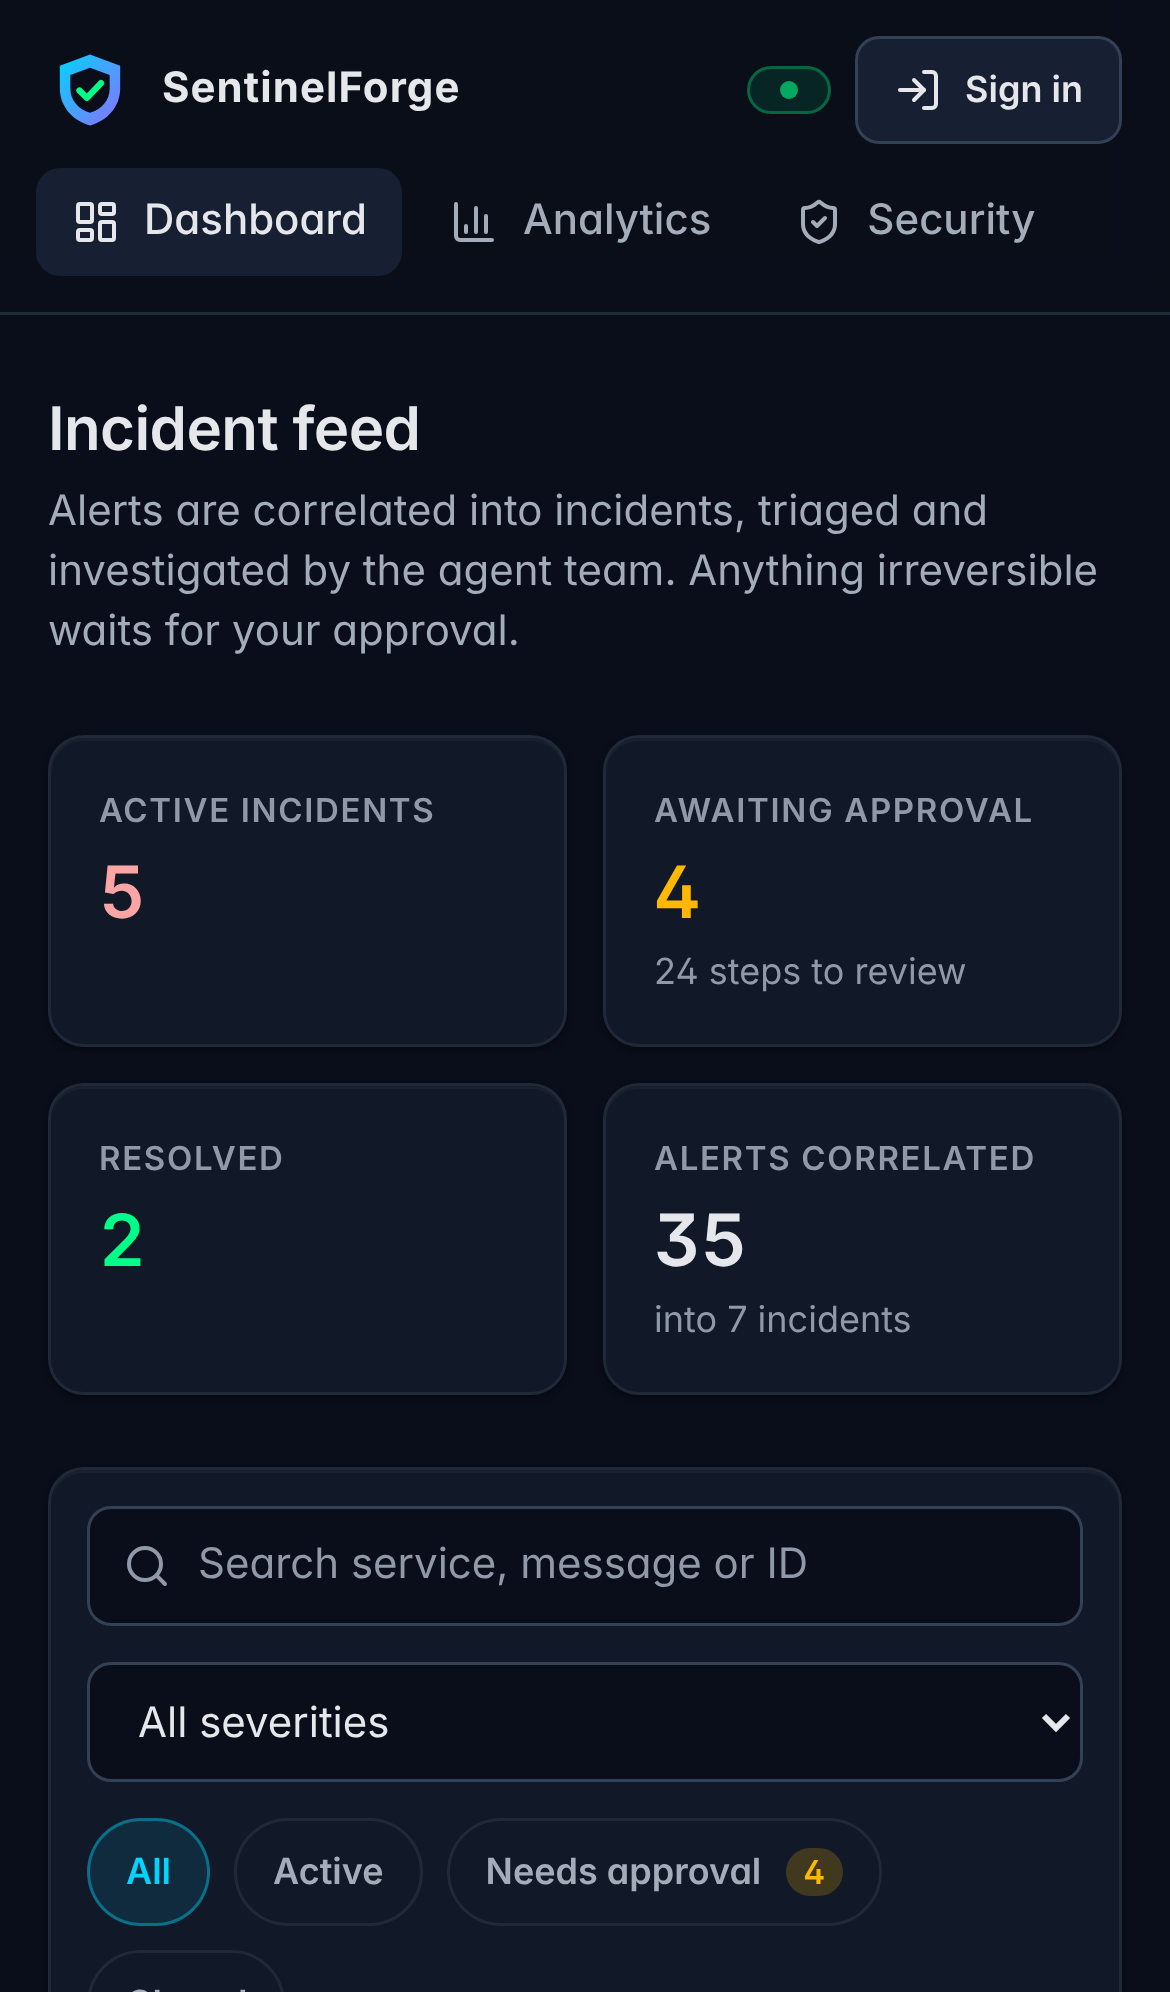 SentinelForge
Sign in
Dashboard
Analytics
Security
Incident feed
Alerts are correlated into incidents, triaged and
investigated by the agent team. Anything irreversible
waits for your approval.
ACTIVE INCIDENTS
5
AWAITING APPROVAL
4
24 steps to review
RESOLVED
2
ALERTS CORRELATED
35
into 7 incidents
Search service, message or ID
All severities
All
Active
Needs approval 4